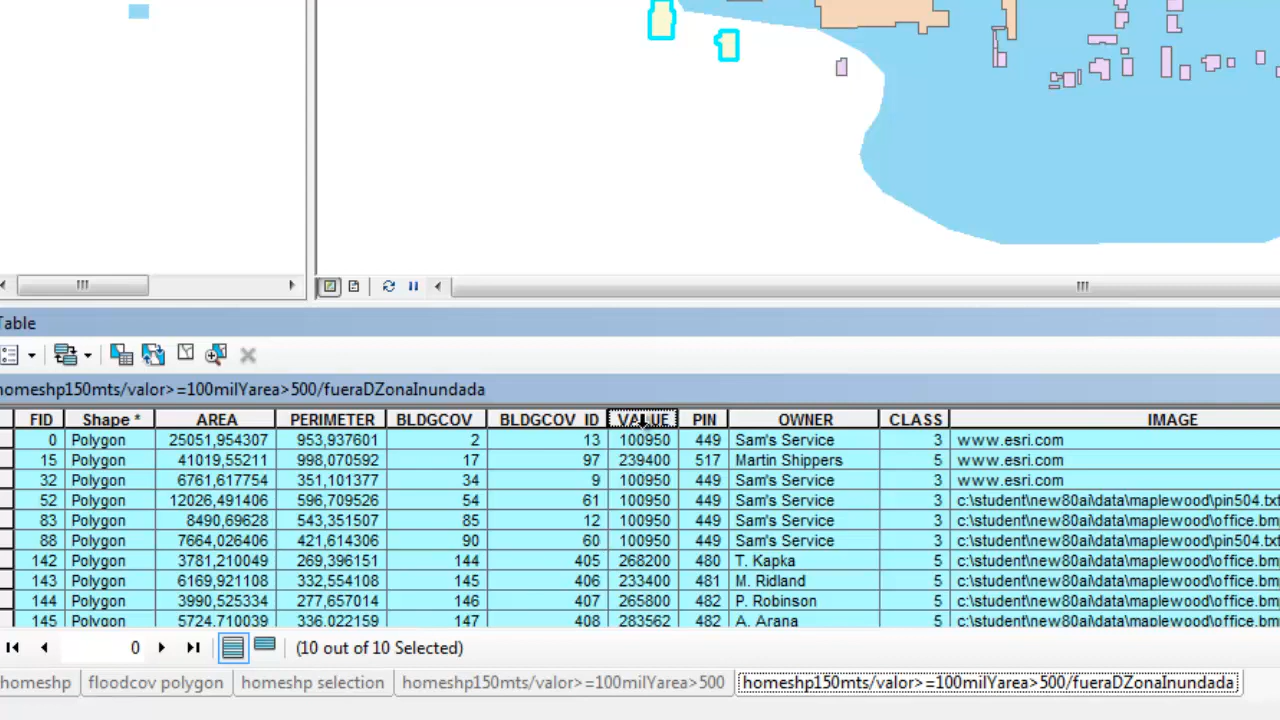 Table
homeshp150mts/valor>=100milYarea>500/fueraDZonaInundada
FID Shape * AREA PERIMETER BLDGCOV BLDGCOV_ID VALUE PIN OWNER CLASS IMAGE
0 Polygon 25051,954307 953,937601 2 13 100950 449 Sam's Service 3 www.esri.com
15 Polygon 41019,55211 998,070592 17 97 239400 517 Martin Shippers 5 www.esri.com
32 Polygon 6761,617754 351,101377 34 9 100950 449 Sam's Service 3 www.esri.com
52 Polygon 12026,491406 596,709526 54 61 100950 449 Sam's Service 3 c:\student\new80ai\data\maplewood\pin504.txt
83 Polygon 8490,69628 543,351507 85 12 100950 449 Sam's Service 3 c:\student\new80ai\data\maplewood\office.bm
88 Polygon 7664,026406 421,614306 90 60 100950 449 Sam's Service 3 c:\student\new80ai\data\maplewood\pin504.tx
142 Polygon 3781,210049 269,396151 144 405 268200 480 T. Kapka 5 c:\student\new80ai\data\maplewood\office.bm
143 Polygon 6169,921108 332,554108 145 406 233400 481 M. Ridland 5 c:\student\new80ai\data\maplewood\office.bm
144 Polygon 3990,525334 277,657014 146 407 265800 482 P. Robinson 5 c:\student\new80ai\data\maplewood\office.bm
145 Polygon 5724,710039 336,022159 147 408 283562 482 A. Arana 5 c:\student\new80ai\data\maplewood\office.bm
0 (10 out of 10 Selected)
homeshp floodcov polygon homeshp selection homeshp150mts/valor>=100milYarea>500 homeshp150mts/valor>=100milYarea>500/fueraDZonaInundada